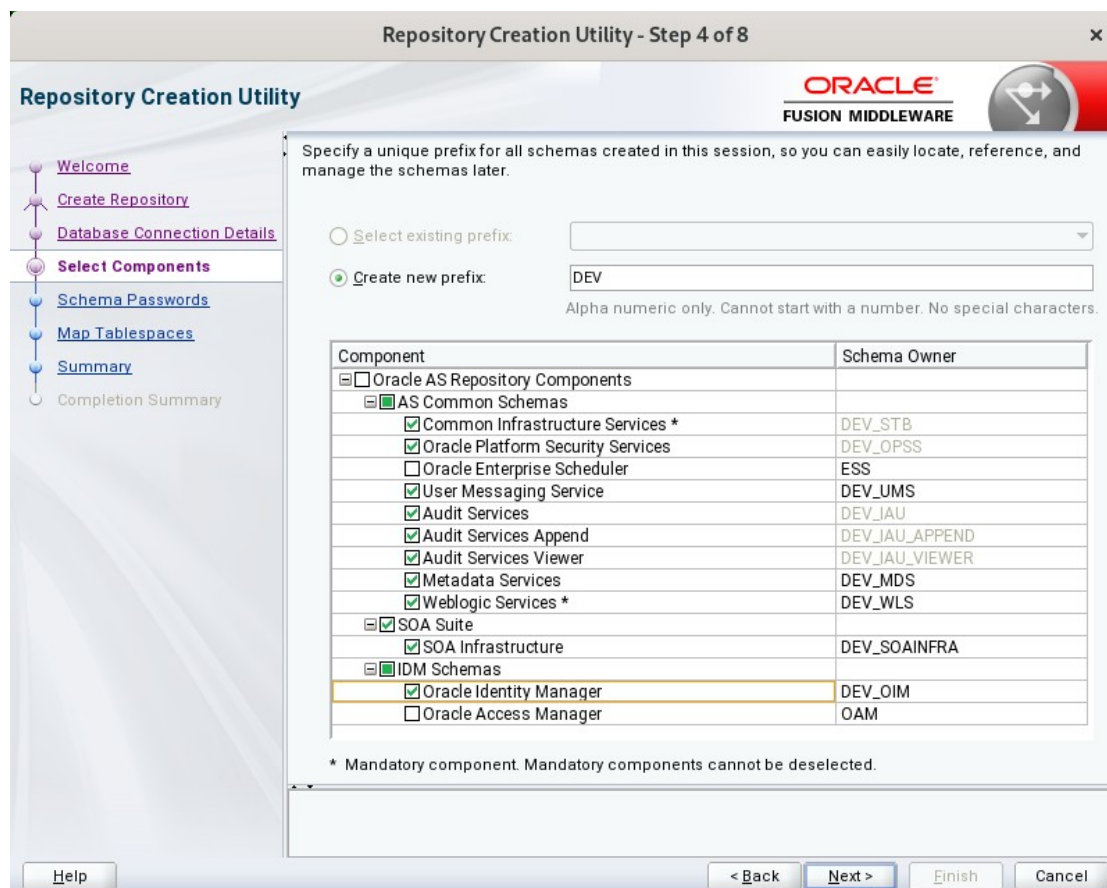 Repository Creation Utility - Step 4 of 8
Repository Creation Utility
ORACLE
FUSION MIDDLEWARE
Welcome
Create Repository
Database Connection Details
Select Components
Schema Passwords
Map Tablespaces
Summary
Completion Summary
Specify a unique prefix for all schemas created in this session, so you can easily locate, reference, and
manage the schemas later.
Select existing prefix:
Create new prefix: DEV
Alpha numeric only. Cannot start with a number. No special characters.
Component Schema Owner
Oracle AS Repository Components
AS Common Schemas
Common Infrastructure Services * DEV_STB
Oracle Platform Security Services DEV_OPSS
Oracle Enterprise Scheduler ESS
User Messaging Service DEV_UMS
Audit Services DEV_IAU
Audit Services Append DEV_IAU_APPEND
Audit Services Viewer DEV_IAU_VIEWER
Metadata Services DEV_MDS
Weblogic Services * DEV_WLS
SOA Suite
SOA Infrastructure DEV_SOAINFRA
IDM Schemas
Oracle Identity Manager DEV_OIM
Oracle Access Manager OAM
* Mandatory component. Mandatory components cannot be deselected.
Help < Back Next > Finish Cancel